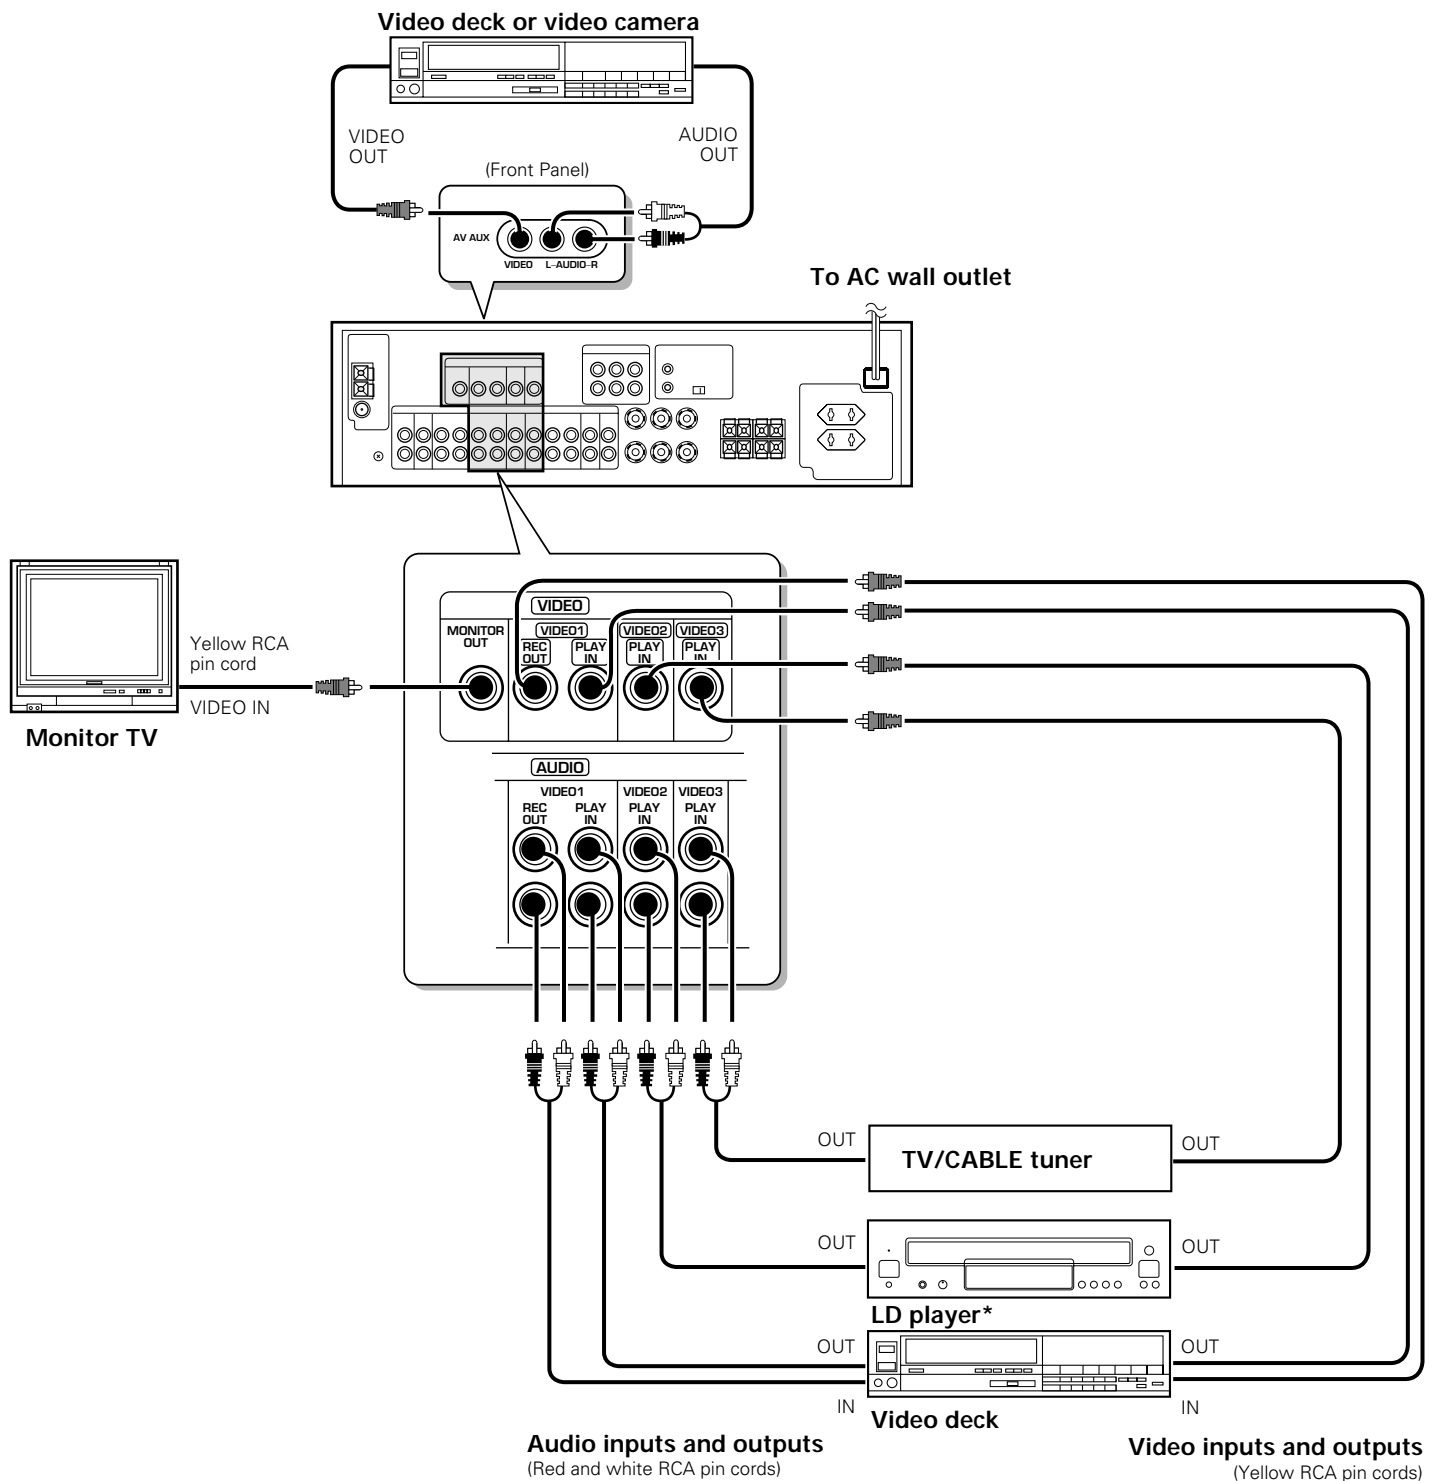 Video deck or video camera
VIDEO
OUT
AUDIO
OUT
(Front Panel)
AV AUX
VIDEO L–AUDIO–R
To AC wall outlet
VIDEO
MONITOR
OUT
VIDEO1
VIDEO2
VIDEO3
REC
OUT
PLAY
IN
PLAY
IN
PLAY
IN
Yellow RCA
pin cord
VIDEO IN
Monitor TV
AUDIO
VIDEO1
VIDEO2
VIDEO3
REC
OUT
PLAY
IN
PLAY
IN
PLAY
IN
OUT
TV/CABLE tuner
OUT
OUT
OUT
LD player*
OUT
OUT
IN
Video deck
IN
Audio inputs and outputs
(Red and white RCA pin cords)
Video inputs and outputs
(Yellow RCA pin cords)